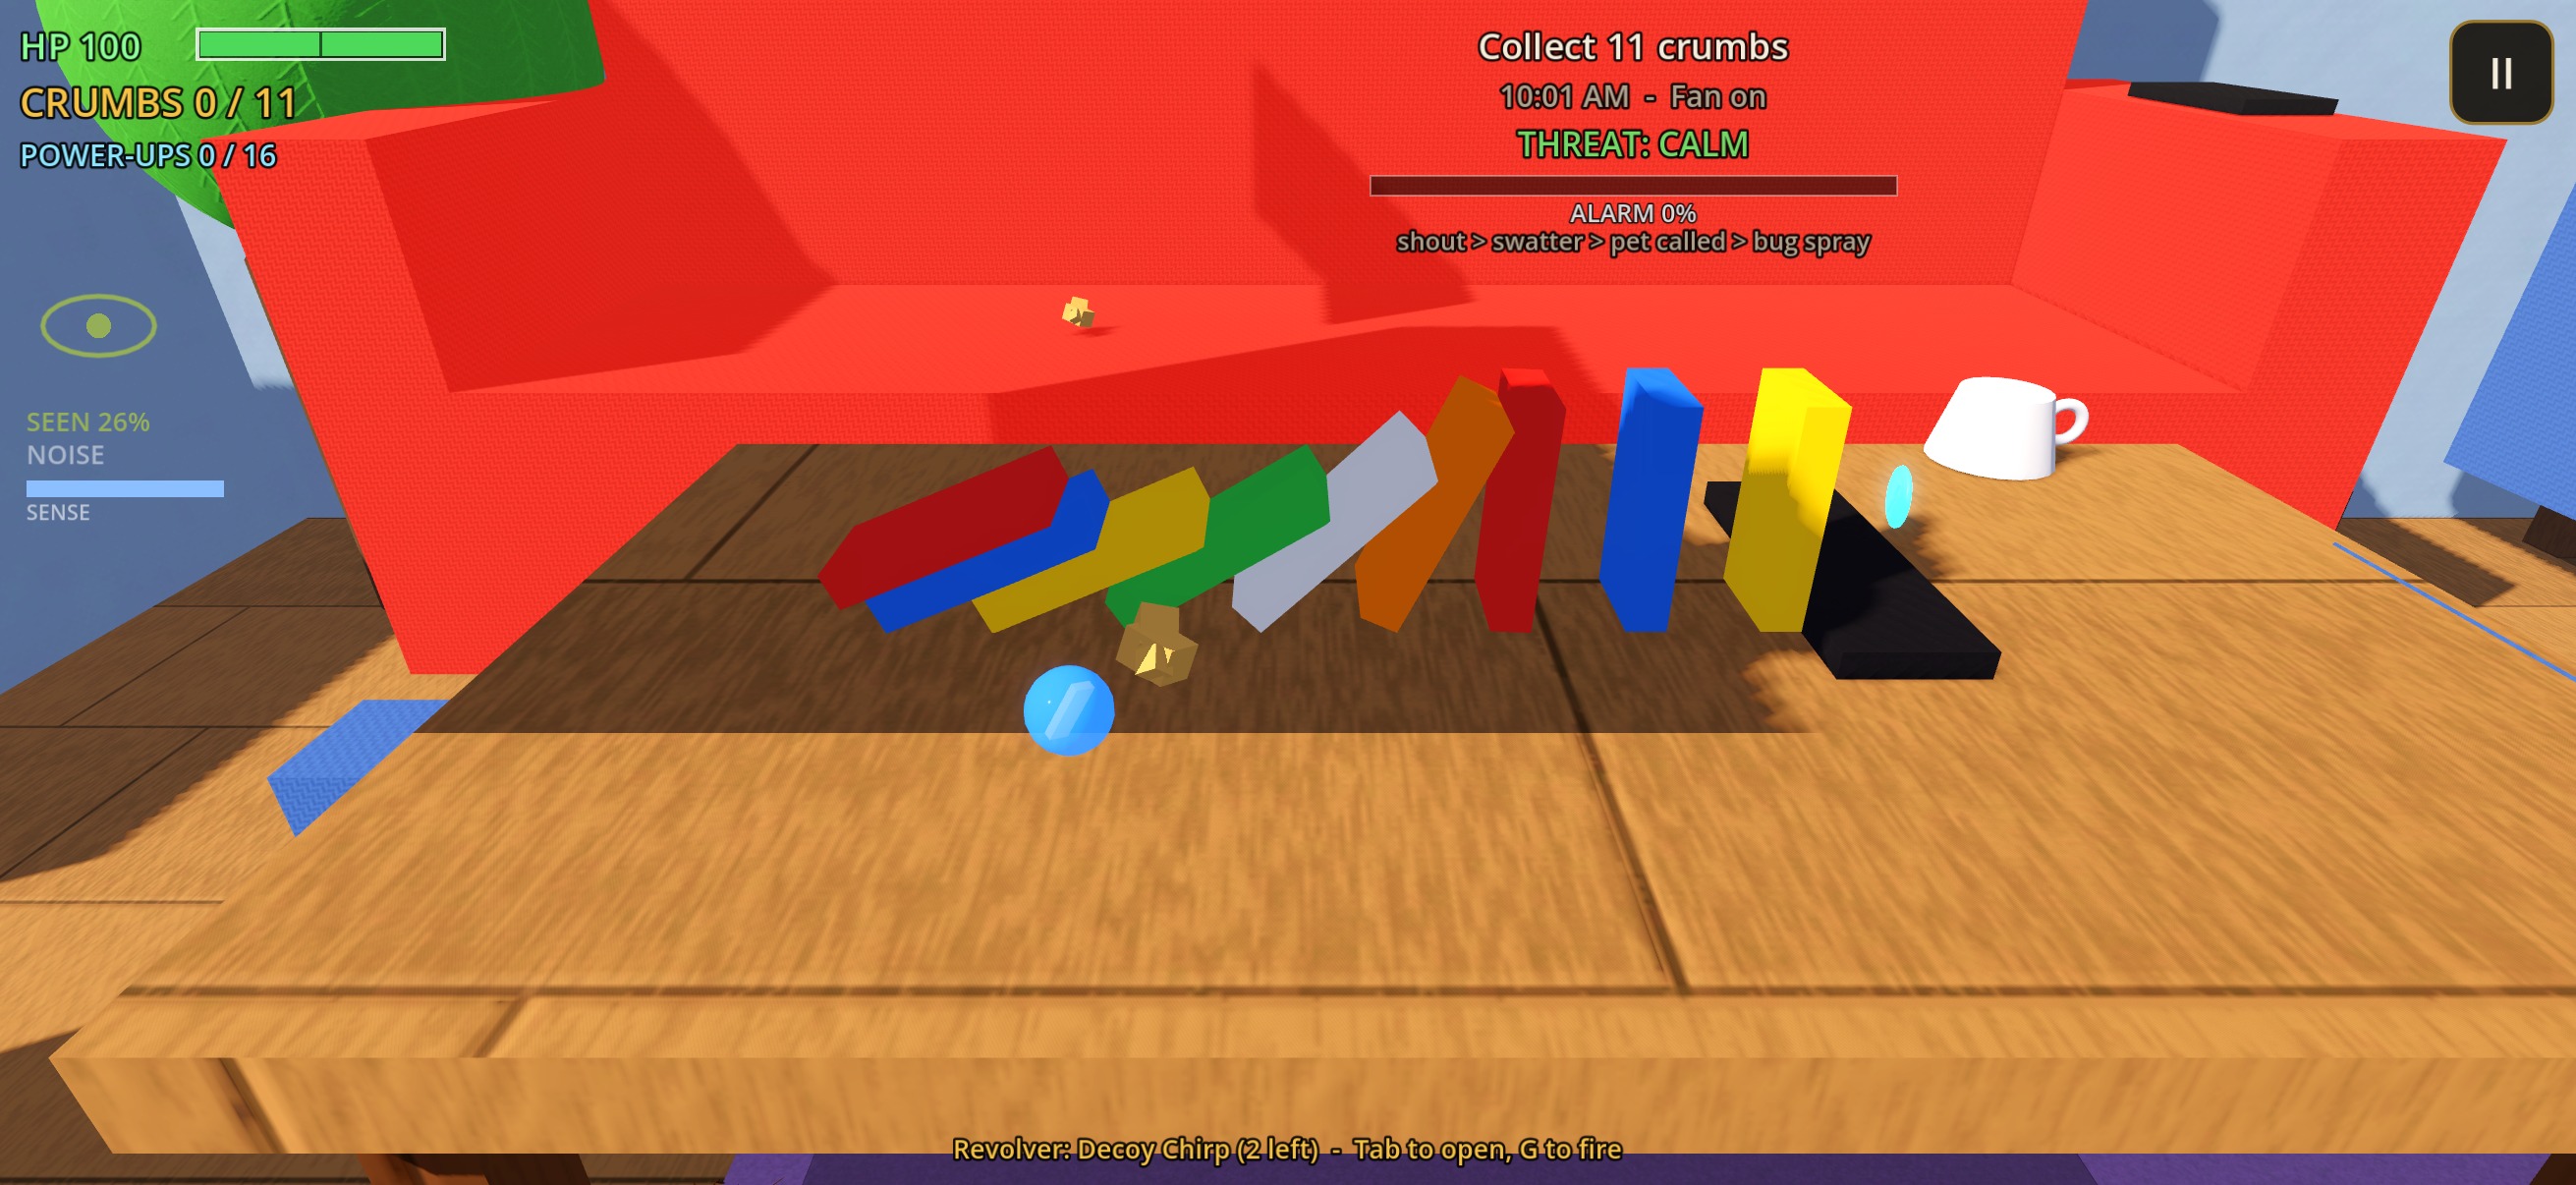 HP 100
CRUMBS 0 / 11
POWER-UPS 0 / 16
Collect 11 crumbs
10:01 AM - Fan on
THREAT: CALM
ALARM 0%
shout > swatter > pet called > bug spray
SEEN 26%
NOISE
SENSE
Revolver: Decoy Chirp (2 left) - Tab to open, G to fire